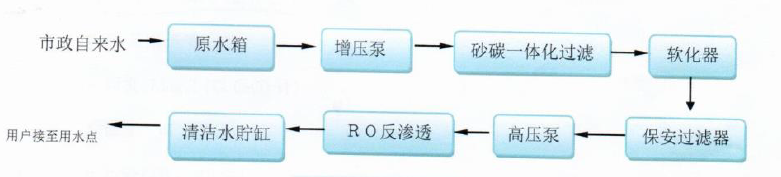 市政自来水
原水箱
增压泵
砂碳一体化过滤
软化器
保安过滤器
高压泵
RO反渗透
清洁水貯缸
用户接至用水点